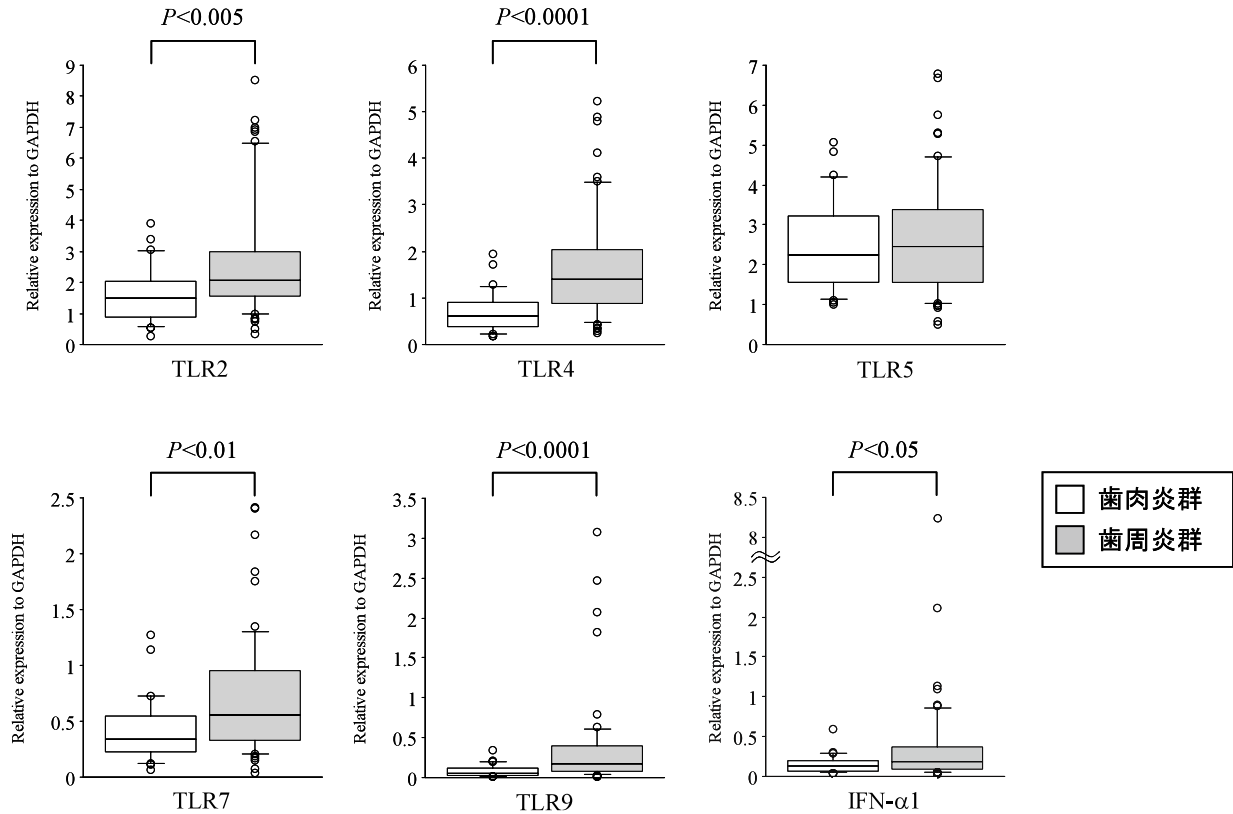 P<0.005
Relative expression to GAPDH
9
8
7
6
5
4
3
2
1
0
TLR2
P<0.0001
Relative expression to GAPDH
6
5
4
3
2
1
0
TLR4
Relative expression to GAPDH
7
6
5
4
3
2
1
0
TLR5
P<0.01
Relative expression to GAPDH
2.5
2
1.5
1
0.5
0
TLR7
P<0.0001
Relative expression to GAPDH
3.5
3
2.5
2
1.5
1
0.5
0
TLR9
P<0.05
Relative expression to GAPDH
8.5
8
2.5
2
1.5
1
0.5
0
IFN-α1
歯肉炎群
歯周炎群